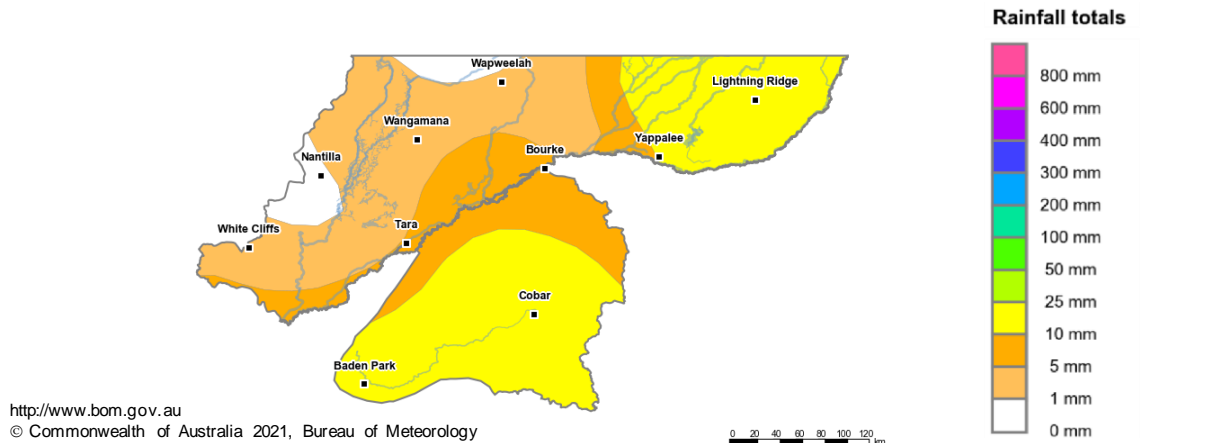 Rainfall totals
Wapweelah
Lightning Ridge
Wangamana
Yappalee
Bourke
Nantilla
White Cliffs
Tara
Cobar
Baden Park
800 mm
600 mm
400 mm
300 mm
200 mm
100 mm
50 mm
25 mm
10 mm
5 mm
1 mm
0 mm
http://www.bom.gov.au
© Commonwealth of Australia 2021, Bureau of Meteorology
0 20 40 60 80 100 120
km